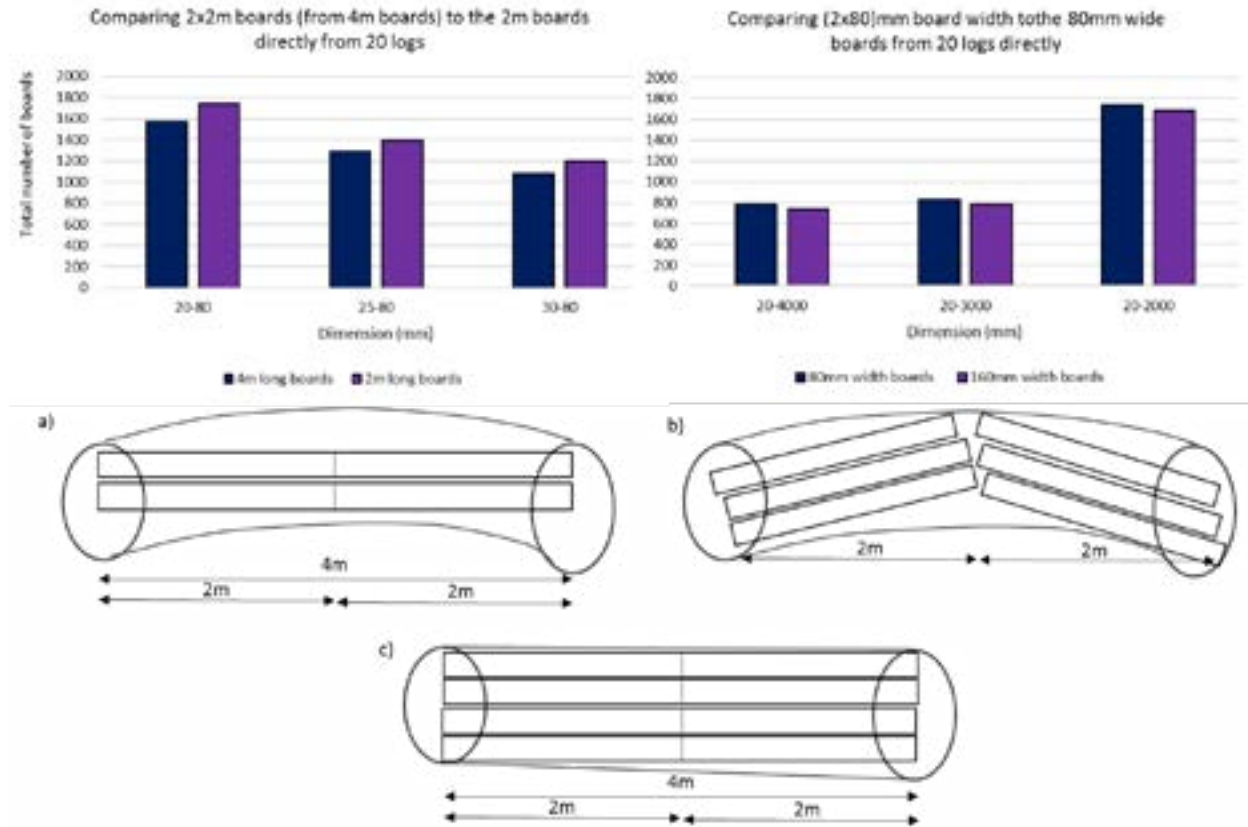 Comparing 2x2m boards (from 4m boards) to the 2m boards
directly from 20 logs
Total number of boards
2000
1800
1600
1400
1200
1000
800
600
400
200
0
20-80
25-80
30-80
Dimension (mm)
4m long boards
2m long boards
Comparing (2x80)mm board width tothe 80mm wide
boards from 20 logs directly
2000
1800
1600
1400
1200
1000
800
600
400
200
0
20-4000
20-3000
20-2000
Dimension (mm)
80mm width boards
160mm width boards
a)
4m
2m
2m
b)
2m
2m
c)
4m
2m
2m